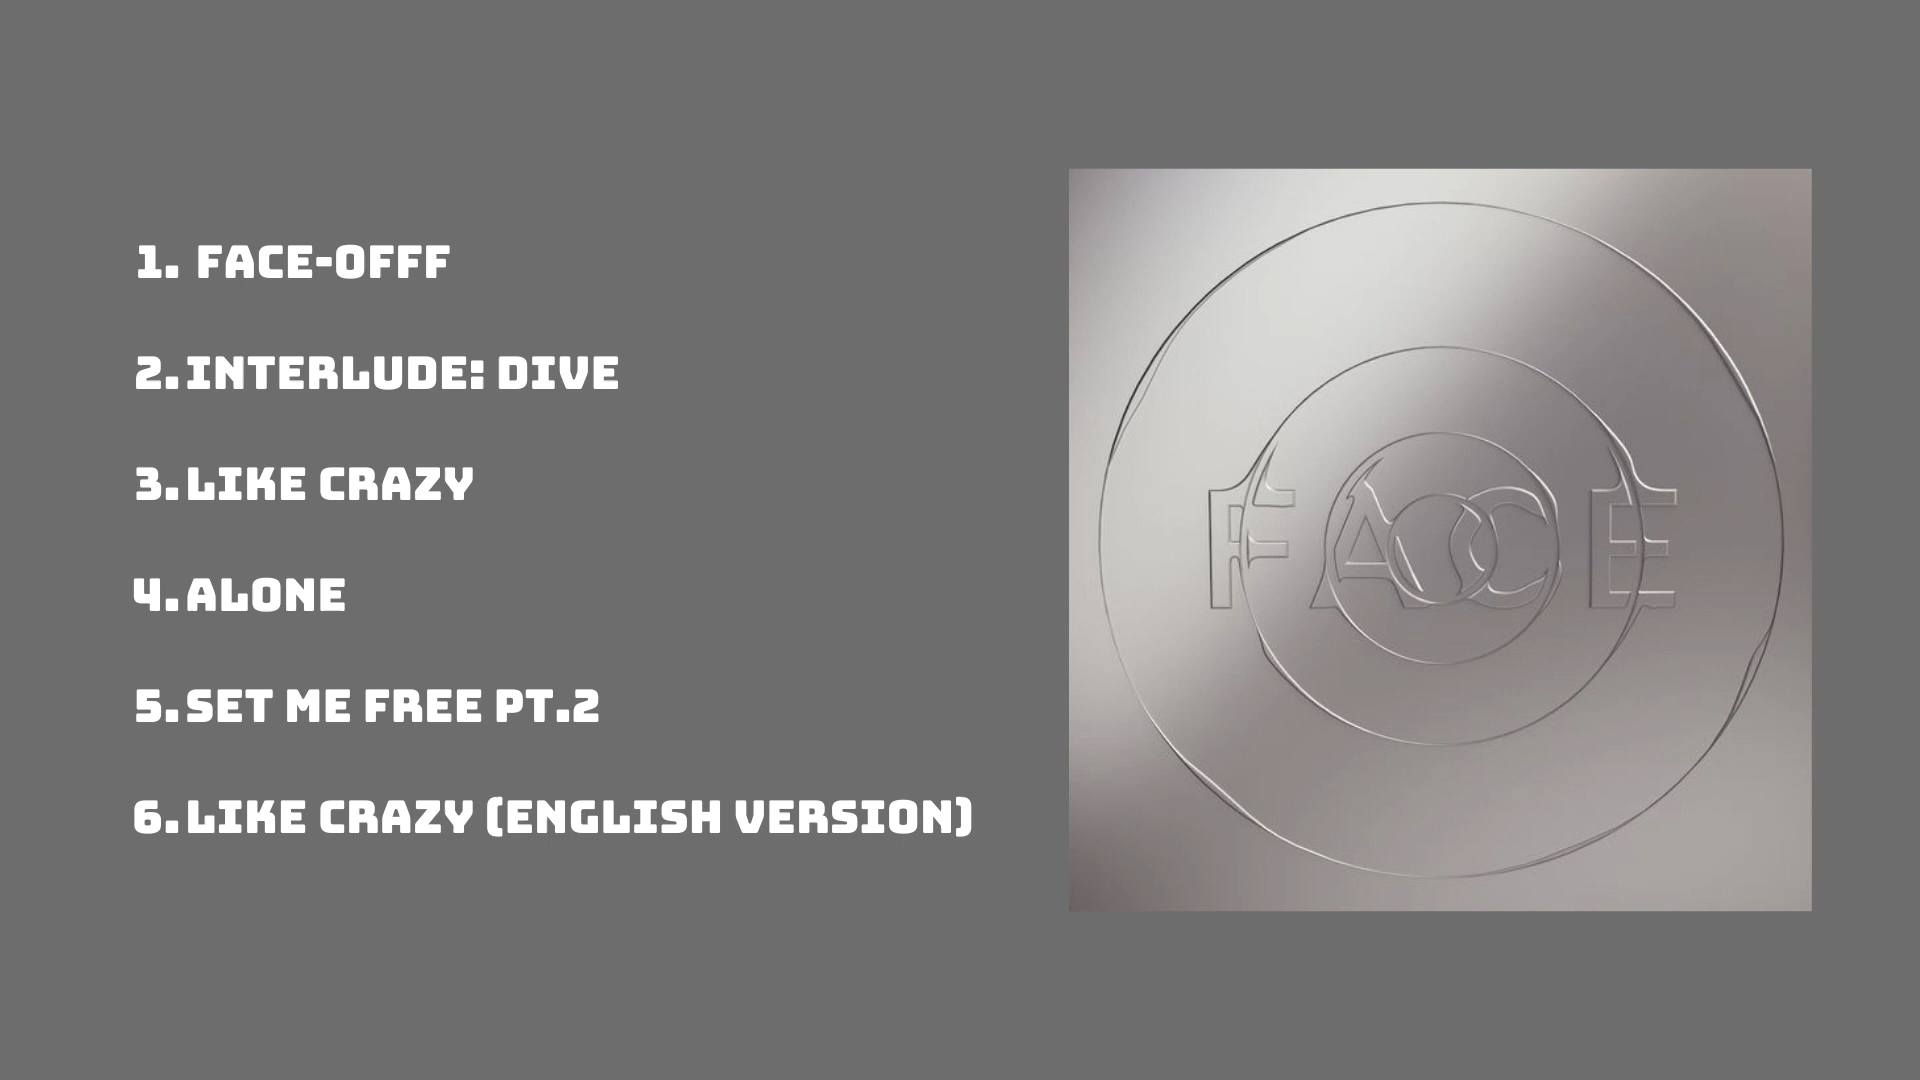 1. FACE-OFFF
2. INTERLUDE: DIVE
3. LIKE CRAZY
4. ALONE
5. SET ME FREE PT.2
6. LIKE CRAZY (ENGLISH VERSION)
FACE